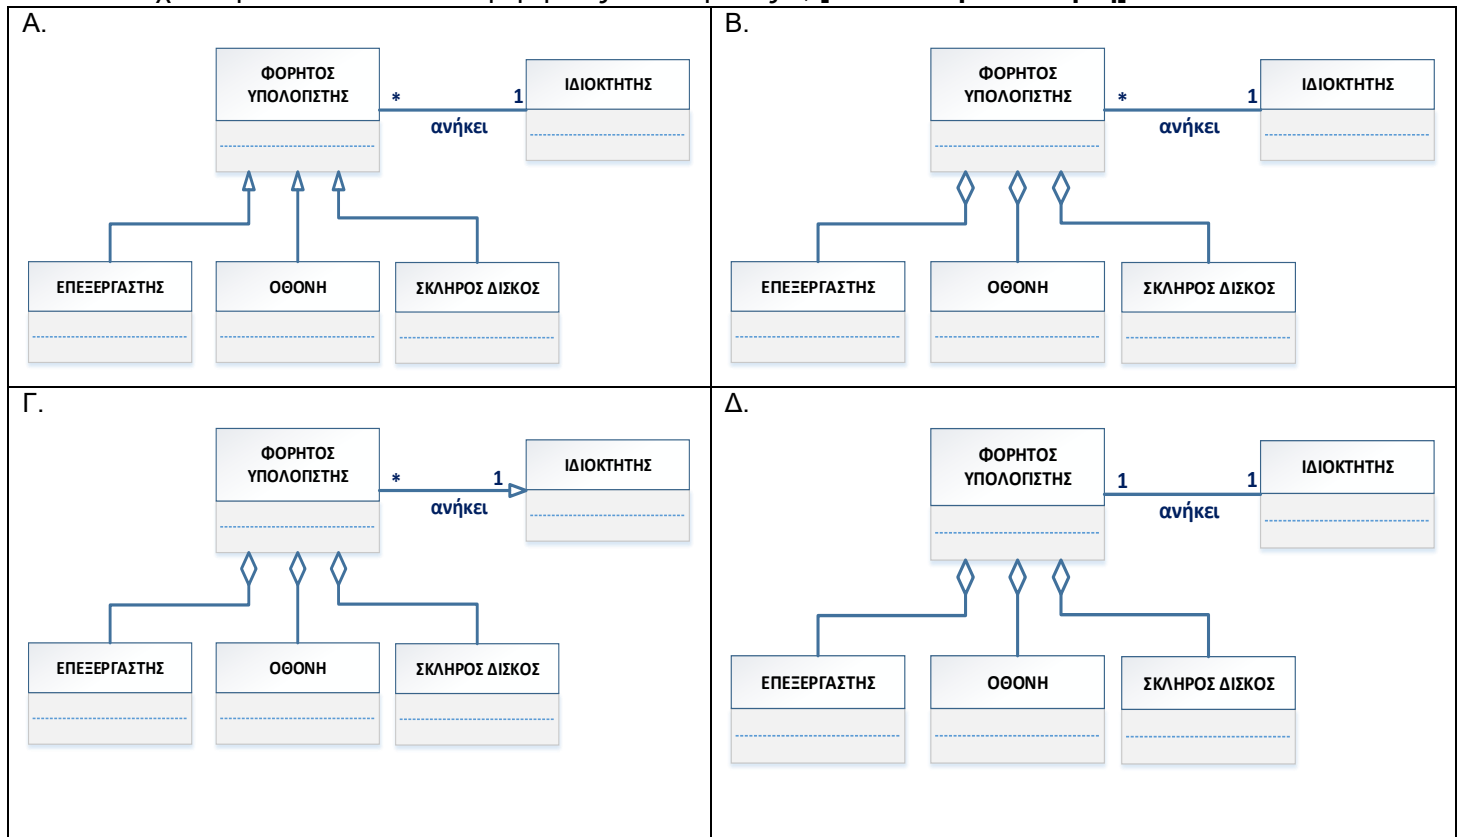 Α.
ΦΟΡΗΤΟΣ
ΥΠΟΛΟΓΙΣΤΗΣ
ΙΔΙΟΚΤΗΤΗΣ
* 1
ανήκει
ΕΠΕΞΕΡΓΑΣΤΗΣ
ΟΘΟΝΗ
ΣΚΛΗΡΟΣ ΔΙΣΚΟΣ
Β.
ΦΟΡΗΤΟΣ
ΥΠΟΛΟΓΙΣΤΗΣ
ΙΔΙΟΚΤΗΤΗΣ
* 1
ανήκει
ΕΠΕΞΕΡΓΑΣΤΗΣ
ΟΘΟΝΗ
ΣΚΛΗΡΟΣ ΔΙΣΚΟΣ
Γ.
ΦΟΡΗΤΟΣ
ΥΠΟΛΟΓΙΣΤΗΣ
ΙΔΙΟΚΤΗΤΗΣ
* 1
ανήκει
ΕΠΕΞΕΡΓΑΣΤΗΣ
ΟΘΟΝΗ
ΣΚΛΗΡΟΣ ΔΙΣΚΟΣ
Δ.
ΦΟΡΗΤΟΣ
ΥΠΟΛΟΓΙΣΤΗΣ
ΙΔΙΟΚΤΗΤΗΣ
1 1
ανήκει
ΕΠΕΞΕΡΓΑΣΤΗΣ
ΟΘΟΝΗ
ΣΚΛΗΡΟΣ ΔΙΣΚΟΣ